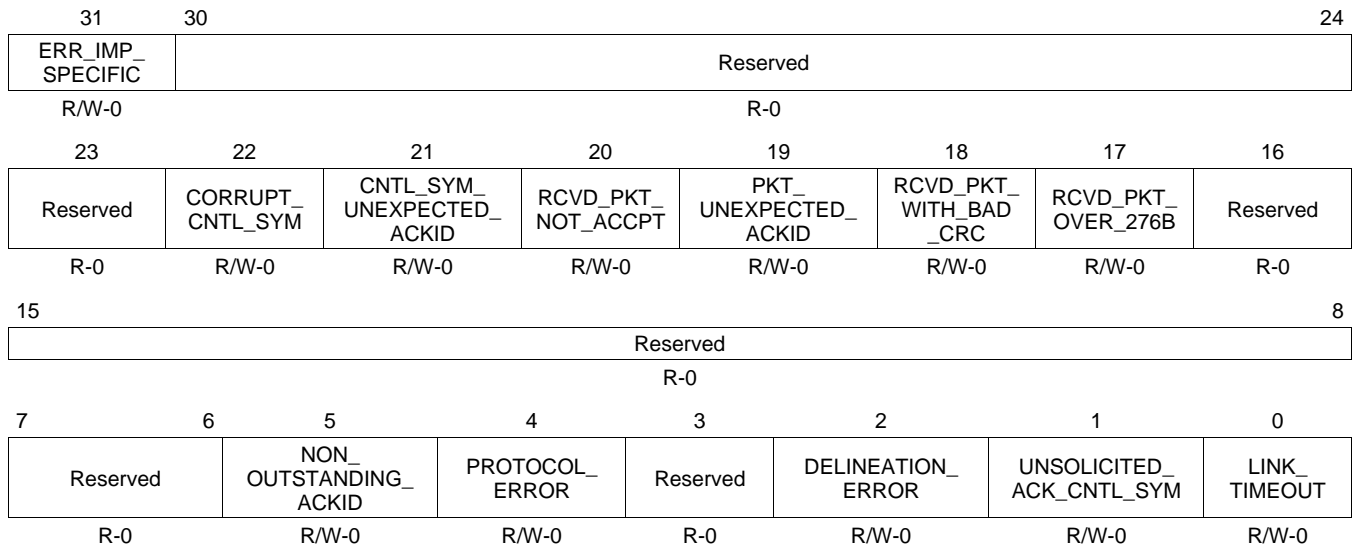 31 30 24
ERR_IMP_
SPECIFIC
Reserved
R/W-0 R-0
23 22 21 20 19 18 17 16
Reserved
CORRUPT_
CNTL_SYM
CNTL_SYM_
UNEXPECTED_
ACKID
RCVD_PKT_
NOT_ACCPT
PKT_
UNEXPECTED_
ACKID
RCVD_PKT_
WITH_BAD
_CRC
RCVD_PKT_
OVER_276B
Reserved
R-0 R/W-0 R/W-0 R/W-0 R/W-0 R/W-0 R/W-0 R-0
15 8
Reserved
R-0
7 6 5 4 3 2 1 0
Reserved
NON_
OUTSTANDING_
ACKID
PROTOCOL_
ERROR
Reserved
DELINEATION_
ERROR
UNSOLICITED_
ACK_CNTL_SYM
LINK_
TIMEOUT
R-0 R/W-0 R/W-0 R-0 R/W-0 R/W-0 R/W-0